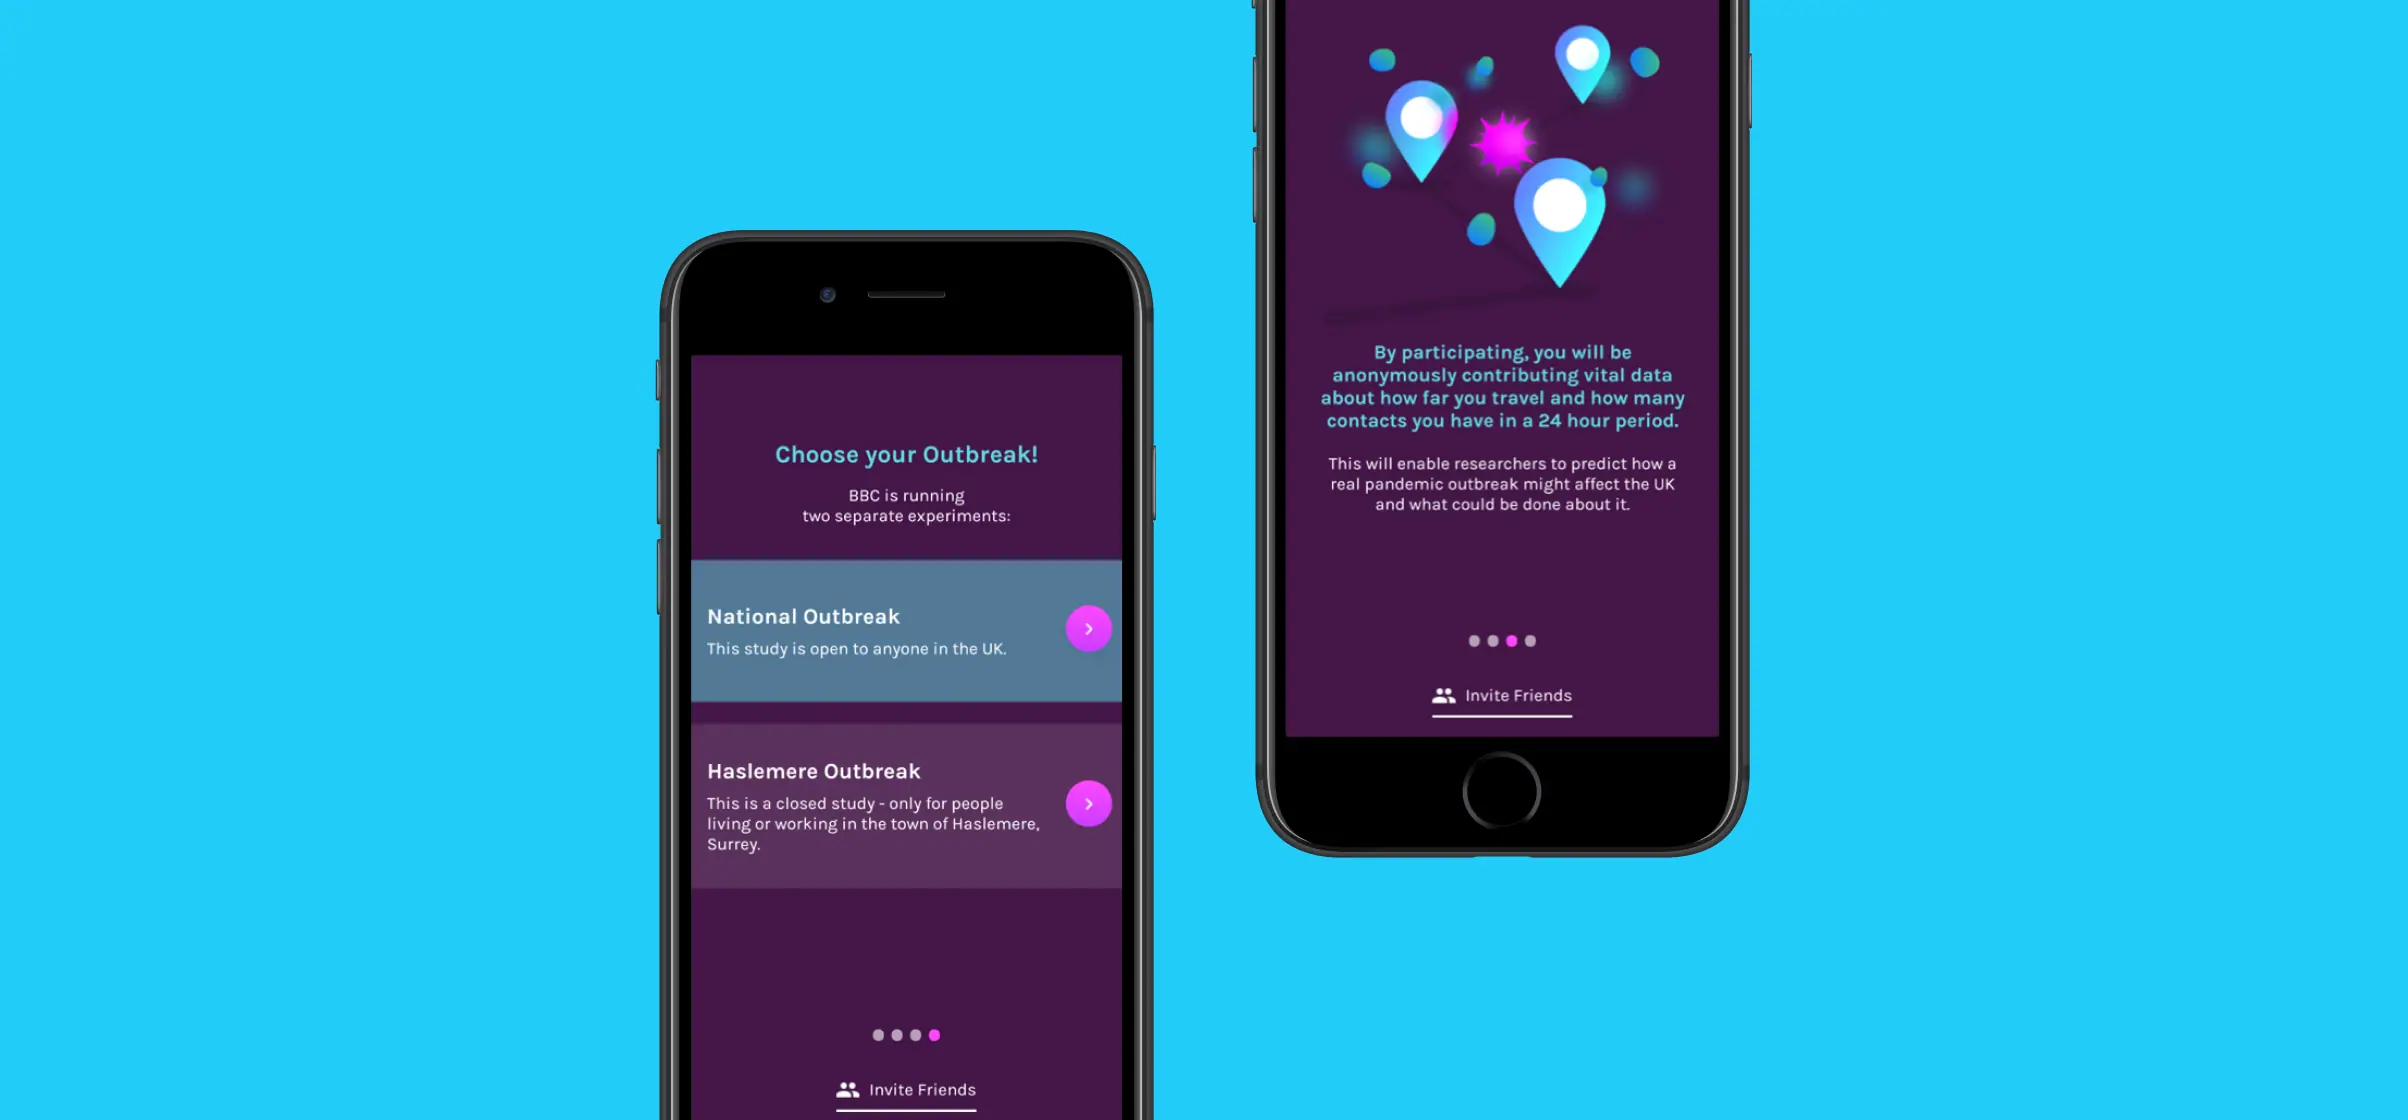 Choose your Outbreak!
BBC is running
two separate experiments:
National Outbreak
This study is open to anyone in the UK.
Haslemere Outbreak
This is a closed study - only for people
living or working in the town of Haslemere,
Surrey.
Invite Friends
By participating, you will be
anonymously contributing vital data
about how far you travel and how many
contacts you have in a 24 hour period.
This will enable researchers to predict how a
real pandemic outbreak might affect the UK
and what could be done about it.
Invite Friends